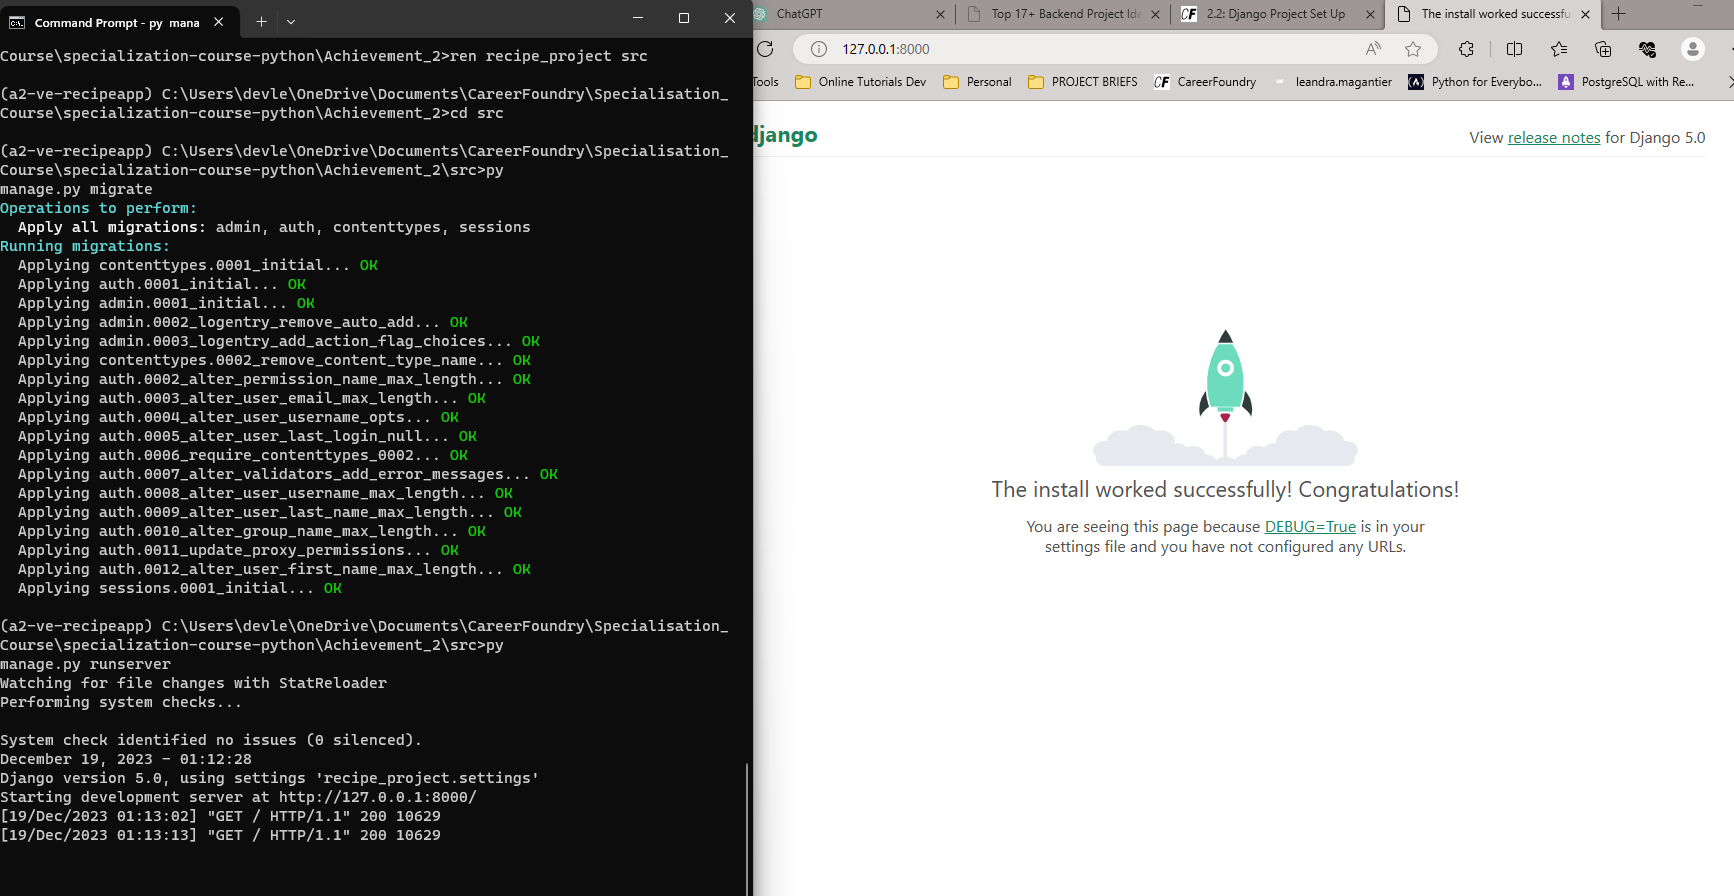 Command Prompt - py  mana
Course\specialization-course-python\Achievement_2>ren recipe_project src
(a2-ve-recipeapp) C:\Users\devle\OneDrive\Documents\CareerFoundry\Specialisation_
Course\specialization-course-python\Achievement_2>cd src
(a2-ve-recipeapp) C:\Users\devle\OneDrive\Documents\CareerFoundry\Specialisation_
Course\specialization-course-python\Achievement_2\src>py
manage.py migrate
Operations to perform:
  Apply all migrations: admin, auth, contenttypes, sessions
Running migrations:
  Applying contenttypes.0001_initial... OK
  Applying auth.0001_initial... OK
  Applying admin.0001_initial... OK
  Applying admin.0002_logentry_remove_auto_add... OK
  Applying admin.0003_logentry_add_action_flag_choices... OK
  Applying contenttypes.0002_remove_content_type_name... OK
  Applying auth.0002_alter_permission_name_max_length... OK
  Applying auth.0003_alter_user_email_max_length... OK
  Applying auth.0004_alter_user_username_opts... OK
  Applying auth.0005_alter_user_last_login_null... OK
  Applying auth.0006_require_contenttypes_0002... OK
  Applying auth.0007_alter_validators_add_error_messages... OK
  Applying auth.0008_alter_user_username_max_length... OK
  Applying auth.0009_alter_user_last_name_max_length... OK
  Applying auth.0010_alter_group_name_max_length... OK
  Applying auth.0011_update_proxy_permissions... OK
  Applying auth.0012_alter_user_first_name_max_length... OK
  Applying sessions.0001_initial... OK
(a2-ve-recipeapp) C:\Users\devle\OneDrive\Documents\CareerFoundry\Specialisation_
Course\specialization-course-python\Achievement_2\src>py
manage.py runserver
Watching for file changes with StatReloader
Performing system checks...
System check identified no issues (0 silenced).
December 19, 2023 - 01:12:28
Django version 5.0, using settings 'recipe_project.settings'
Starting development server at http://127.0.0.1:8000/
[19/Dec/2023 01:13:02] "GET / HTTP/1.1" 200 10629
[19/Dec/2023 01:13:13] "GET / HTTP/1.1" 200 10629
ChatGPT
Top 17+ Backend Project Ide
CF 2.2: Django Project Set Up
The install worked successfu
127.0.0.1:8000
Tools
Online Tutorials Dev
Personal
PROJECT BRIEFS
CF CareerFoundry
leandra.magantier
Python for Everybo...
PostgreSQL with Re...
django
View release notes for Django 5.0
The install worked successfully! Congratulations!
You are seeing this page because DEBUG=True is in your
settings file and you have not configured any URLs.